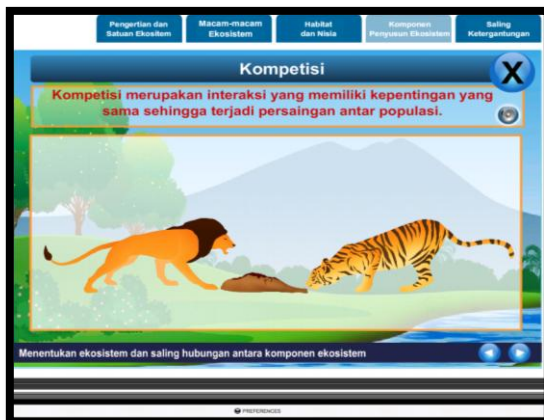 Pengertian dan
Satuan Ekositem
Macam-macam
Ekosistem
Habitat
dan Nisia
Komponen
Penyusun Ekosistem
Saling
Ketergantungan
Kompetisi
X
Kompetisi merupakan interaksi yang memiliki kepentingan yang
sama sehingga terjadi persaingan antar populasi.
Menentukan ekosistem dan saling hubungan antara komponen ekosistem
PREFERENCES